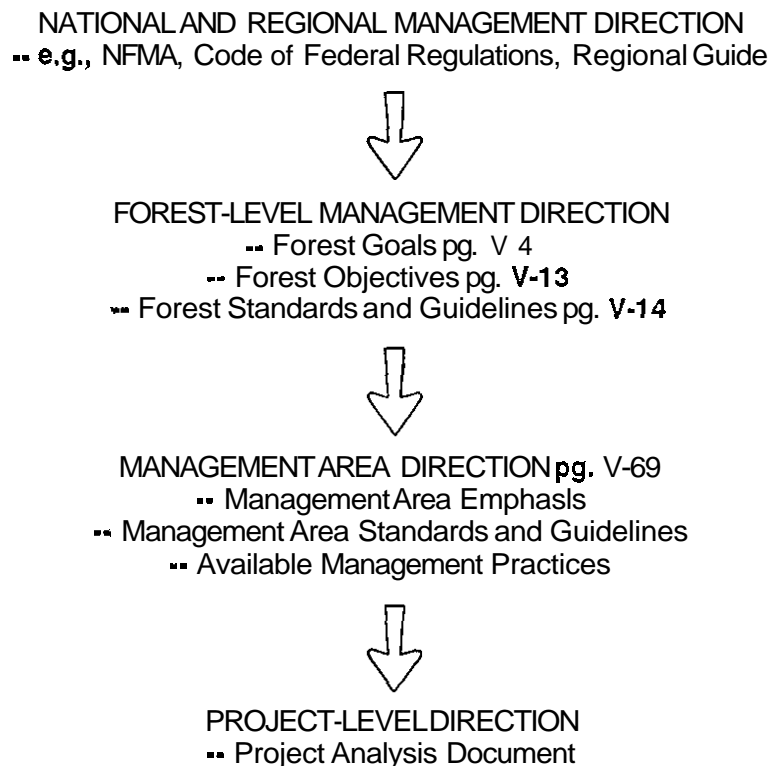 NATIONAL AND REGIONAL MANAGEMENT DIRECTION
-- e.g., NFMA, Code of Federal Regulations, Regional Guide
FOREST-LEVEL MANAGEMENT DIRECTION
-- Forest Goals pg. V 4
-- Forest Objectives pg. V-13
-- Forest Standards and Guidelines pg. V-14
MANAGEMENT AREA DIRECTION pg. V-69
-- Management Area Emphasls
-- Management Area Standards and Guidelines
-- Available Management Practices
PROJECT-LEVEL DIRECTION
-- Project Analysis Document